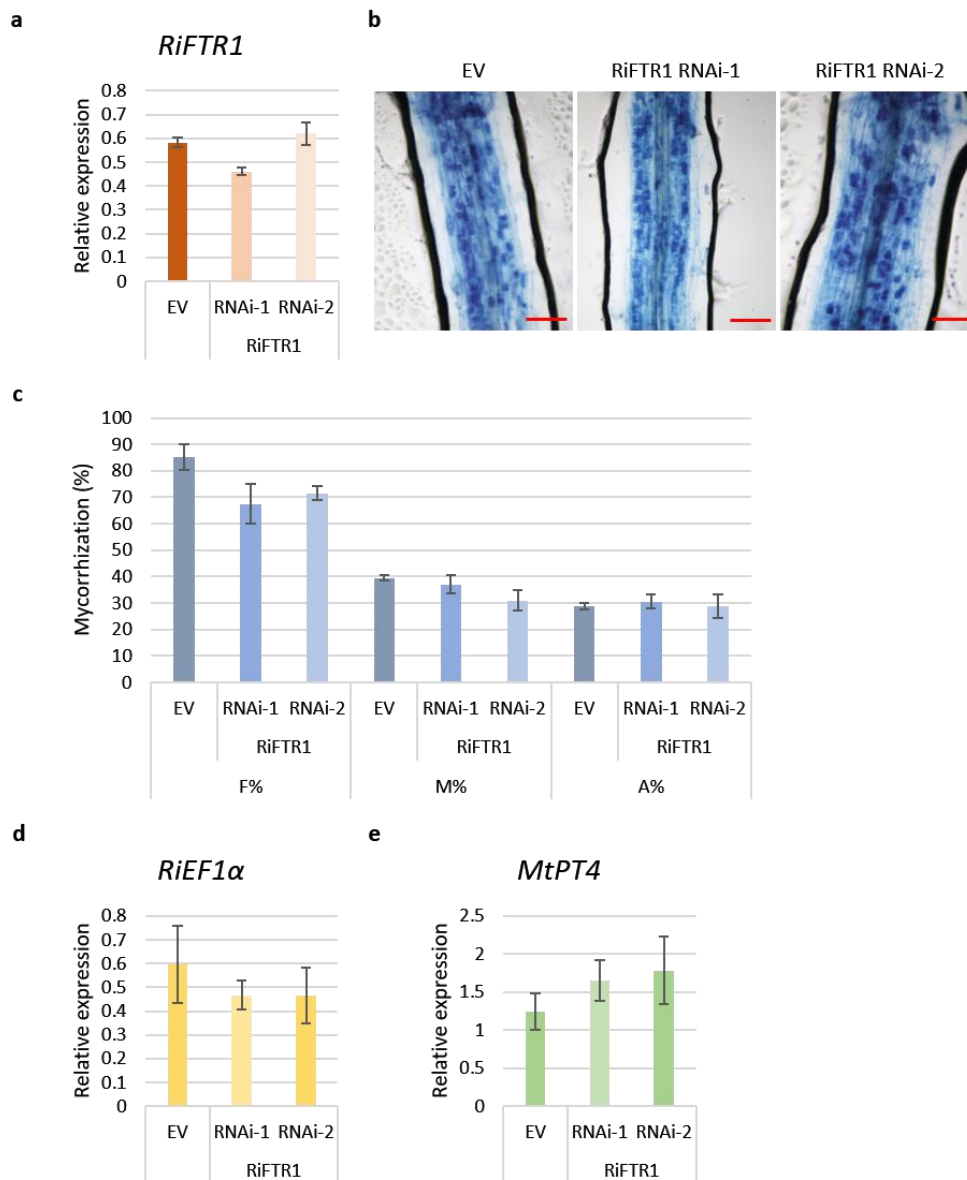 a
RiFTR1
Relative expression
0.8
0.7
0.6
0.5
0.4
0.3
0.2
0.1
0
EV RNAi-1 RNAi-2
RiFTR1
b
EV RiFTR1 RNAi-1 RiFTR1 RNAi-2
c
Mycorrhization (%)
100
90
80
70
60
50
40
30
20
10
0
EV RNAi-1 RNAi-2 EV RNAi-1 RNAi-2 EV RNAi-1 RNAi-2
RiFTR1 RiFTR1 RiFTR1
F% M% A%
d
RiEF1α
Relative expression
0.8
0.7
0.6
0.5
0.4
0.3
0.2
0.1
0
EV RNAi-1 RNAi-2
RiFTR1
e
MtPT4
Relative expression
2.5
2
1.5
1
0.5
0
EV RNAi-1 RNAi-2
RiFTR1